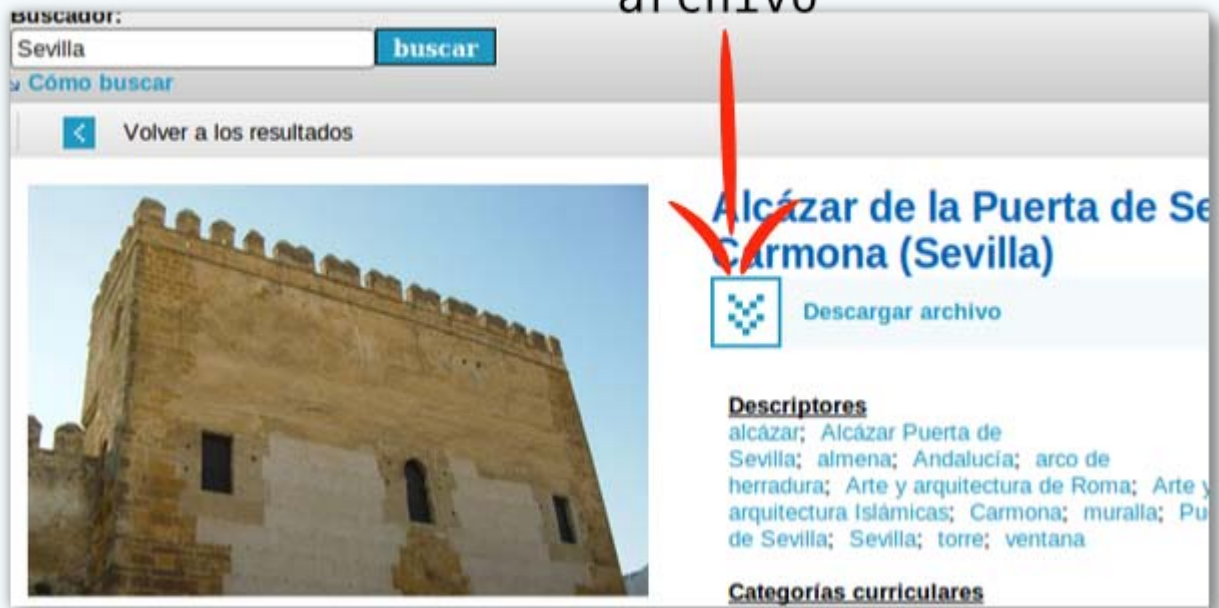 archivo
Buscador:
Sevilla
buscar
Cómo buscar
Volver a los resultados
Alcázar de la Puerta de Se
Carmona (Sevilla)
Descargar archivo
Descriptores
alcázar; Alcázar Puerta de
Sevilla; almena; Andalucía; arco de
herradura; Arte y arquitectura de Roma; Arte y
arquitectura Islámicas; Carmona; muralla; Pu
de Sevilla; Sevilla; torre; ventana
Categorías curriculares